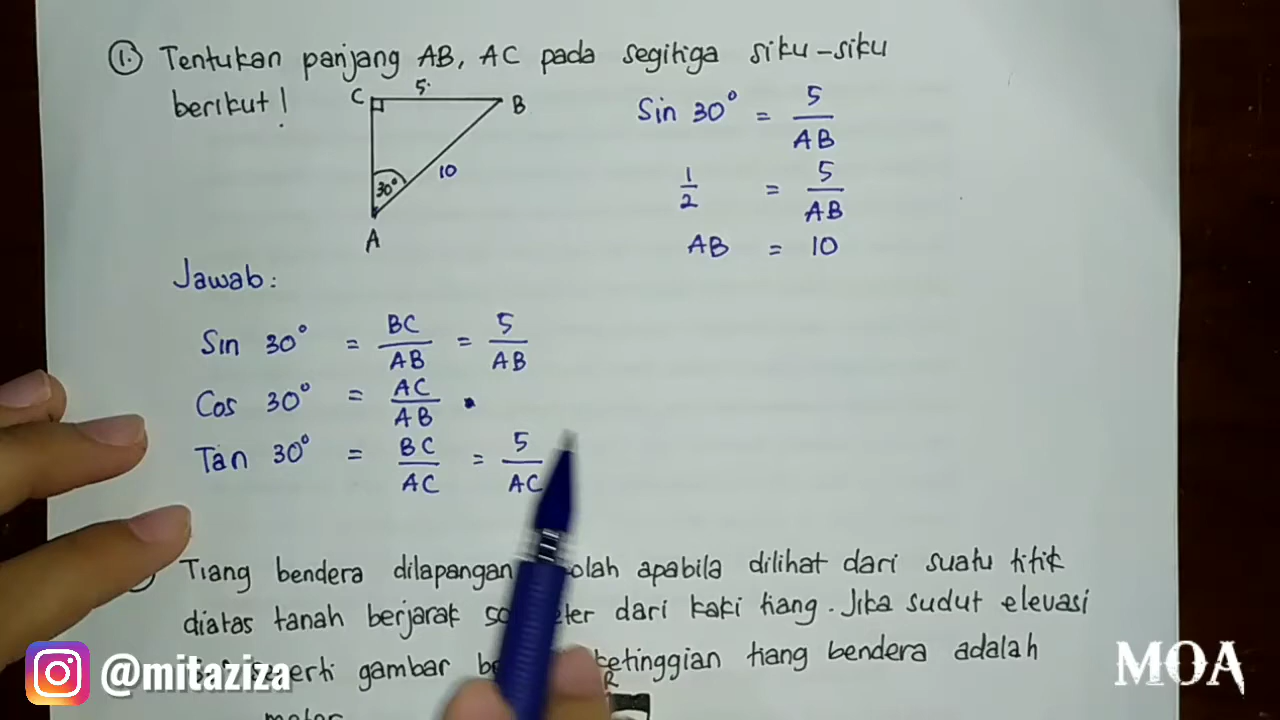 1. Tentukan panjang AB, AC pada segitiga siku-siku
berikut!
C 5 B
30° 10
A
Sin 30° = 5/AB
1/2 = 5/AB
AB = 10
Jawab:
Sin 30° = BC/AB = 5/AB
Cos 30° = AC/AB
Tan 30° = BC/AC = 5/AC
Tiang bendera dilapangan apabila dilihat dari suatu titik
diatas tanah berjarak dari kaki tiang. Jika sudut elevasi
gambar ketinggian tiang bendera adalah
@mitaziza
MOA